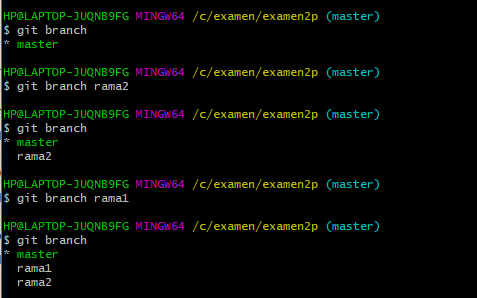 HP@LAPTOP-JUQNB9FG MINGW64 /c/examen/examen2p (master)
$ git branch
* master
HP@LAPTOP-JUQNB9FG MINGW64 /c/examen/examen2p (master)
$ git branch rama2
HP@LAPTOP-JUQNB9FG MINGW64 /c/examen/examen2p (master)
$ git branch
* master
  rama2
HP@LAPTOP-JUQNB9FG MINGW64 /c/examen/examen2p (master)
$ git branch rama1
HP@LAPTOP-JUQNB9FG MINGW64 /c/examen/examen2p (master)
$ git branch
* master
  rama1
  rama2